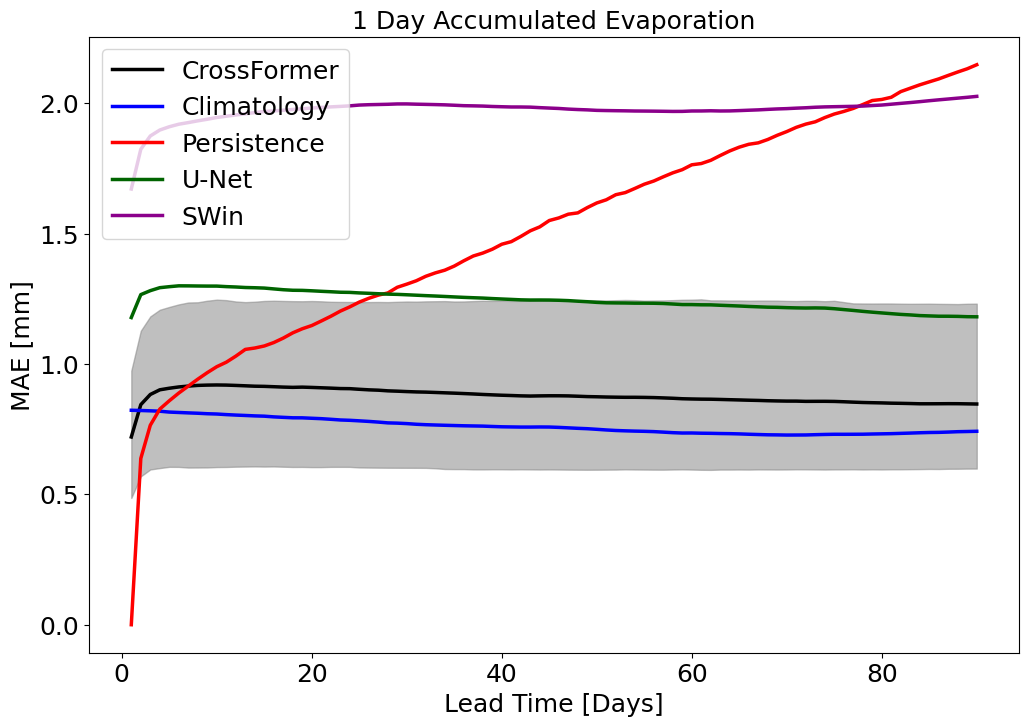 1 Day Accumulated Evaporation
CrossFormer
Climatology
Persistence
U-Net
SWin
MAE [mm]
2.0
1.5
1.0
0.5
0.0
0 20 40 60 80
Lead Time [Days]